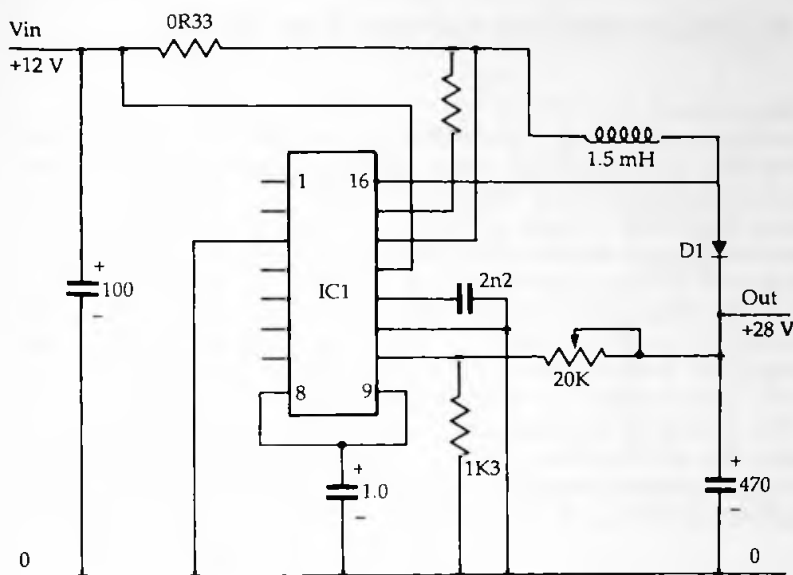 0R33
Vin
+12 V
1.5 mH
1 16
D1
2n2
+
100
−
IC1
Out
+28 V
20K
8 9
1K3
+
1.0
−
+
470
−
0 0